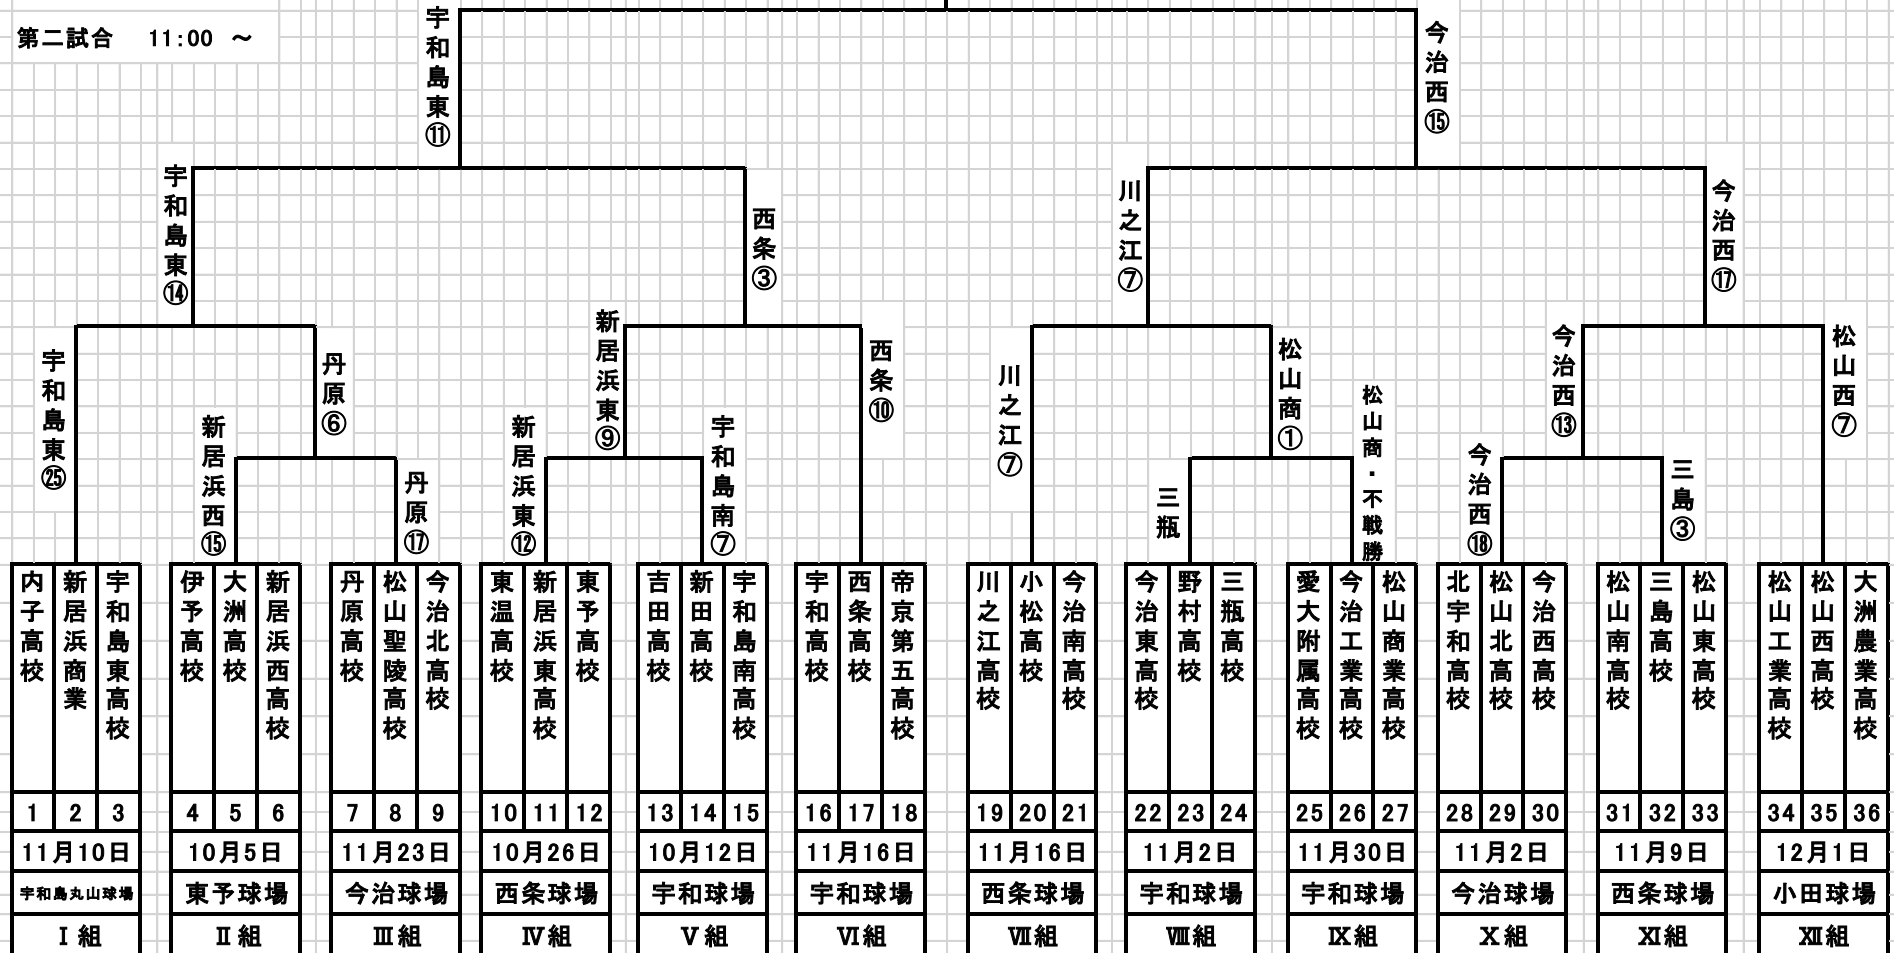 第二試合 11:00 ～
宇和島東⑪
今治西⑮
宇和島東⑭
西条③
川之江⑦
今治西⑰
宇和島東㉕
丹原⑥
新居浜東⑨
西条⑩
川之江⑦
松山商①
今治西⑬
松山西⑦
新居浜西⑮
丹原⑰
新居浜東⑫
宇和島南⑦
三瓶
松山商・不戦勝
今治西⑱
三島③
内子高校
新居浜商業
宇和島東高校
伊予高校
大洲高校
新居浜西高校
丹原高校
松山聖陵高校
今治北高校
東温高校
新居浜東高校
東予高校
吉田高校
新田高校
宇和島南高校
宇和高校
西条高校
帝京第五高校
川之江高校
小松高校
今治南高校
今治東高校
野村高校
三瓶高校
愛大附属高校
今治工業高校
松山商業高校
北宇和高校
松山北高校
今治西高校
松山南高校
三島高校
松山東高校
松山工業高校
松山西高校
大洲農業高校
1 2 3 4 5 6 7 8 9 10 11 12 13 14 15 16 17 18 19 20 21 22 23 24 25 26 27 28 29 30 31 32 33 34 35 36
11月10日 10月5日 11月23日 10月26日 10月12日 11月16日 11月16日 11月2日 11月30日 11月2日 11月9日 12月1日
宇和島丸山球場 東予球場 今治球場 西条球場 宇和球場 宇和球場 西条球場 宇和球場 宇和球場 今治球場 西条球場 小田球場
Ⅰ組 Ⅱ組 Ⅲ組 Ⅳ組 Ⅴ組 Ⅵ組 Ⅶ組 Ⅷ組 Ⅸ組 Ⅹ組 Ⅺ組 Ⅻ組